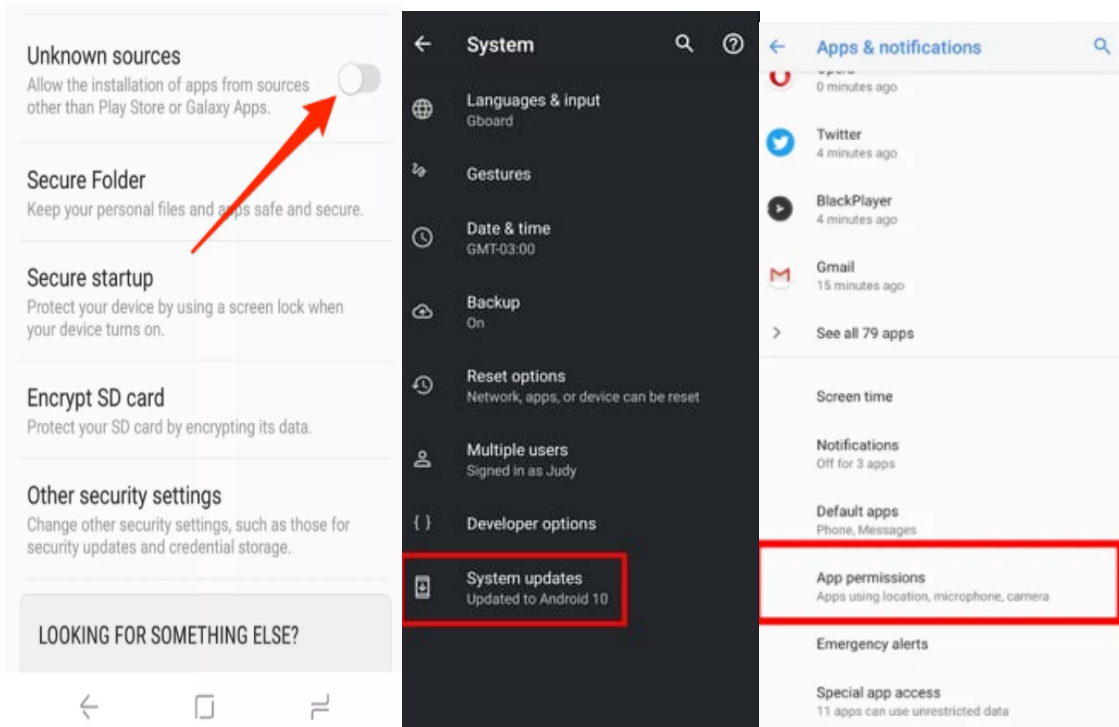 Unknown sources
Allow the installation of apps from sources
other than Play Store or Galaxy Apps.
Secure Folder
Keep your personal files and apps safe and secure.
Secure startup
Protect your device by using a screen lock when
your device turns on.
Encrypt SD card
Protect your SD card by encrypting its data.
Other security settings
Change other security settings, such as those for
security updates and credential storage.
LOOKING FOR SOMETHING ELSE?
System
Languages & input
Gboard
Gestures
Date & time
GMT-03:00
Backup
On
Reset options
Network, apps, or device can be reset
Multiple users
Signed in as Judy
{ } Developer options
System updates
Updated to Android 10
Apps & notifications
Opera
0 minutes ago
Twitter
4 minutes ago
BlackPlayer
4 minutes ago
Gmail
15 minutes ago
See all 79 apps
Screen time
Notifications
Off for 3 apps
Default apps
Phone, Messages
App permissions
Apps using location, microphone, camera
Emergency alerts
Special app access
11 apps can use unrestricted data